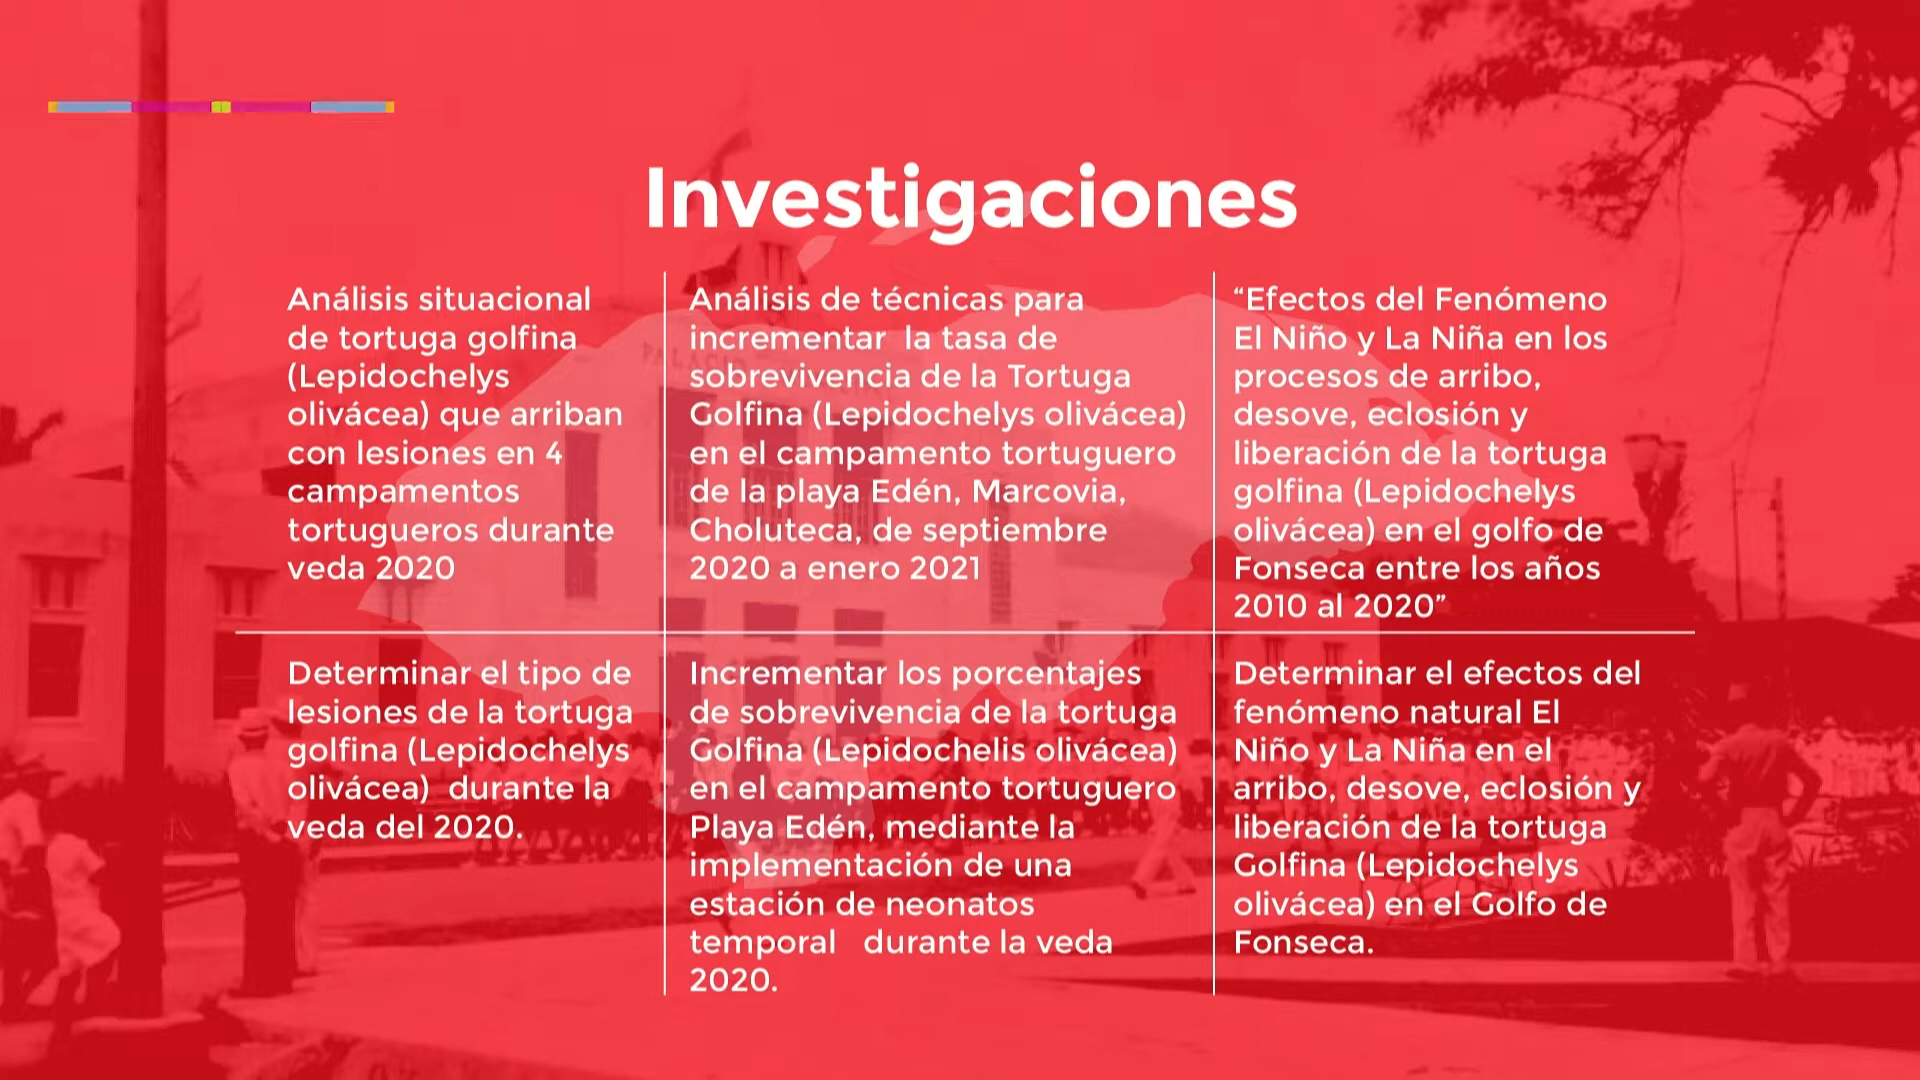 Investigaciones
Análisis situacional
de tortuga golfina
(Lepidochelys
olivácea) que arriban
con lesiones en 4
campamentos
tortugueros durante
veda 2020
Análisis de técnicas para
incrementar la tasa de
sobrevivencia de la Tortuga
Golfina (Lepidochelys olivácea)
en el campamento tortuguero
de la playa Edén, Marcovia,
Choluteca, de septiembre
2020 a enero 2021
“Efectos del Fenómeno
El Niño y La Niña en los
procesos de arribo,
desove, eclosión y
liberación de la tortuga
golfina (Lepidochelys
olivácea) en el golfo de
Fonseca entre los años
2010 al 2020”
Determinar el tipo de
lesiones de la tortuga
golfina (Lepidochelys
olivácea) durante la
veda del 2020.
Incrementar los porcentajes
de sobrevivencia de la tortuga
Golfina (Lepidochelis olivácea)
en el campamento tortuguero
Playa Edén, mediante la
implementación de una
estación de neonatos
temporal durante la veda
2020.
Determinar el efectos del
fenómeno natural El
Niño y La Niña en el
arribo, desove, eclosión y
liberación de la tortuga
Golfina (Lepidochelys
olivácea) en el Golfo de
Fonseca.